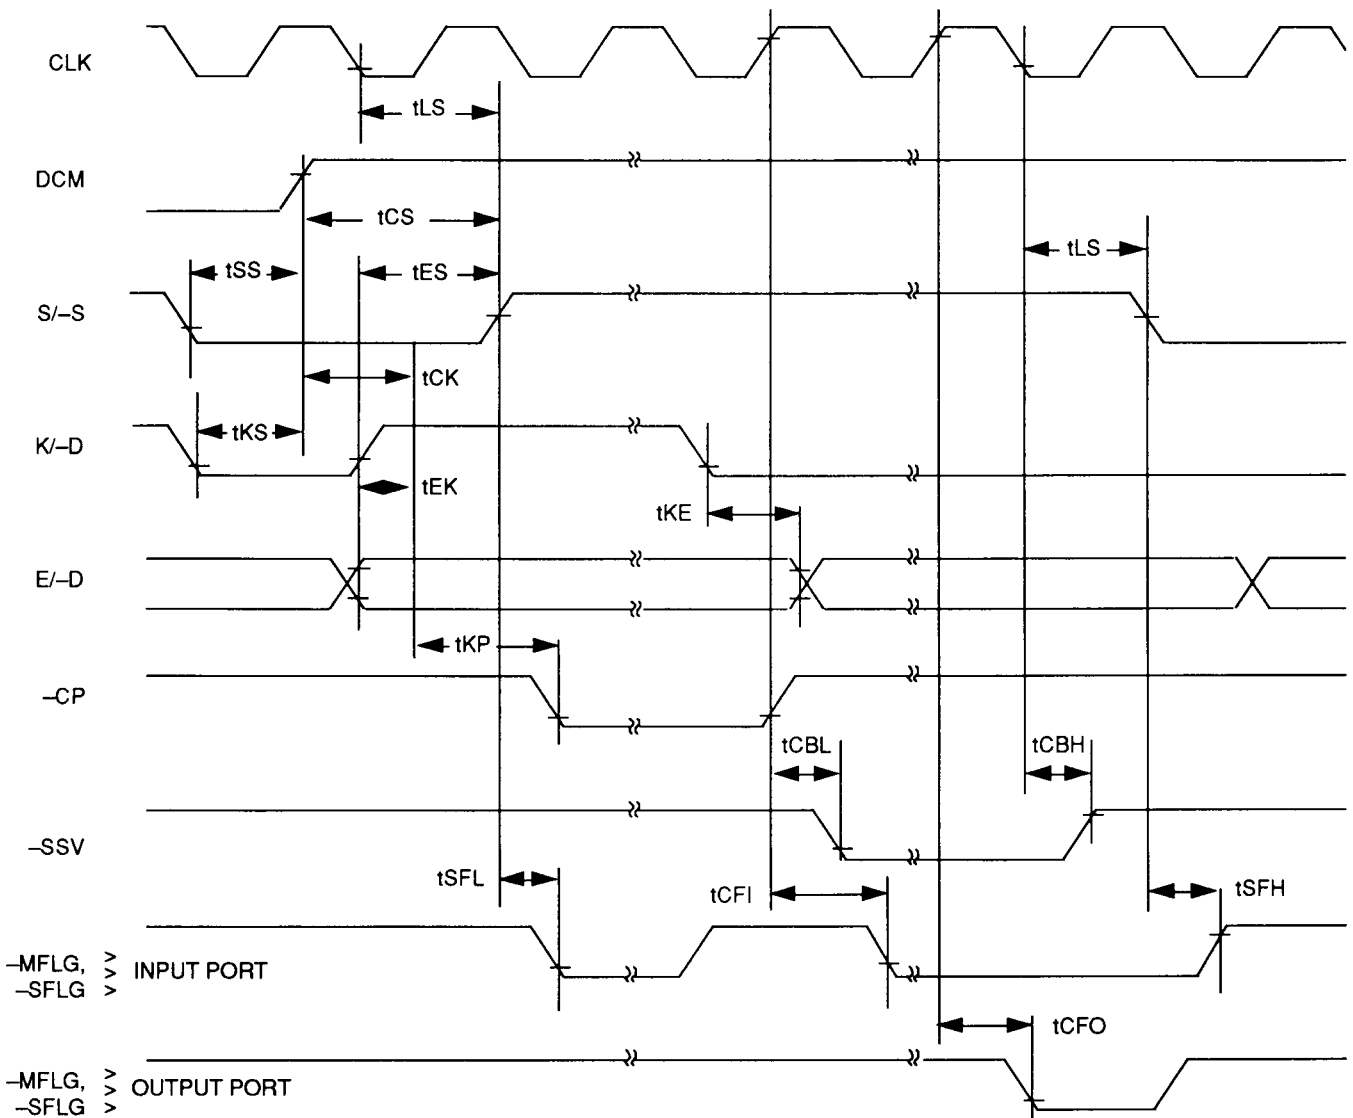 CLK
tLS
DCM
tCS
tLS
tSS
tES
S/–S
tCK
tKS
K/–D
tEK
tKE
E/–D
tKP
–CP
tCBL
tCBH
–SSV
tSFL
tCFI
tSFH
–MFLG, >
> INPUT PORT
–SFLG >
tCFO
–MFLG, >
> OUTPUT PORT
–SFLG >